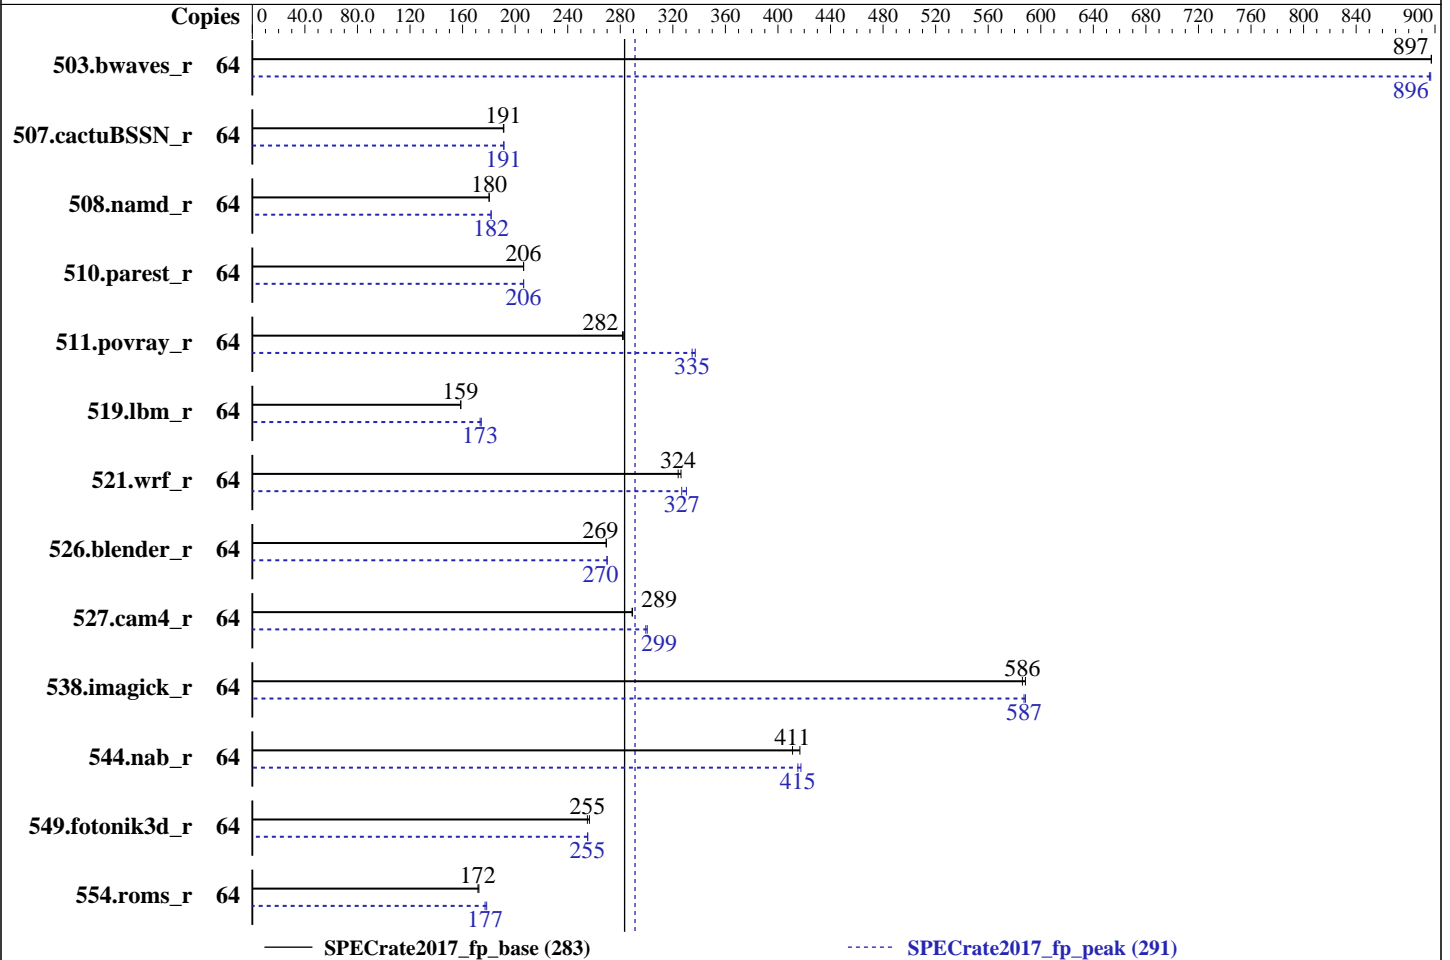 Copies 0 40.0 80.0 120 160 200 240 280 320 360 400 440 480 520 560 600 640 680 720 760 800 840 900
503.bwaves_r 64 897
896
507.cactuBSSN_r 64 191
191
508.namd_r 64 180
182
510.parest_r 64 206
206
511.povray_r 64 282
335
519.lbm_r 64 159
173
521.wrf_r 64 324
327
526.blender_r 64 269
270
527.cam4_r 64 289
299
538.imagick_r 64 586
587
544.nab_r 64 411
415
549.fotonik3d_r 64 255
255
554.roms_r 64 172
177
SPECrate2017_fp_base (283) SPECrate2017_fp_peak (291)